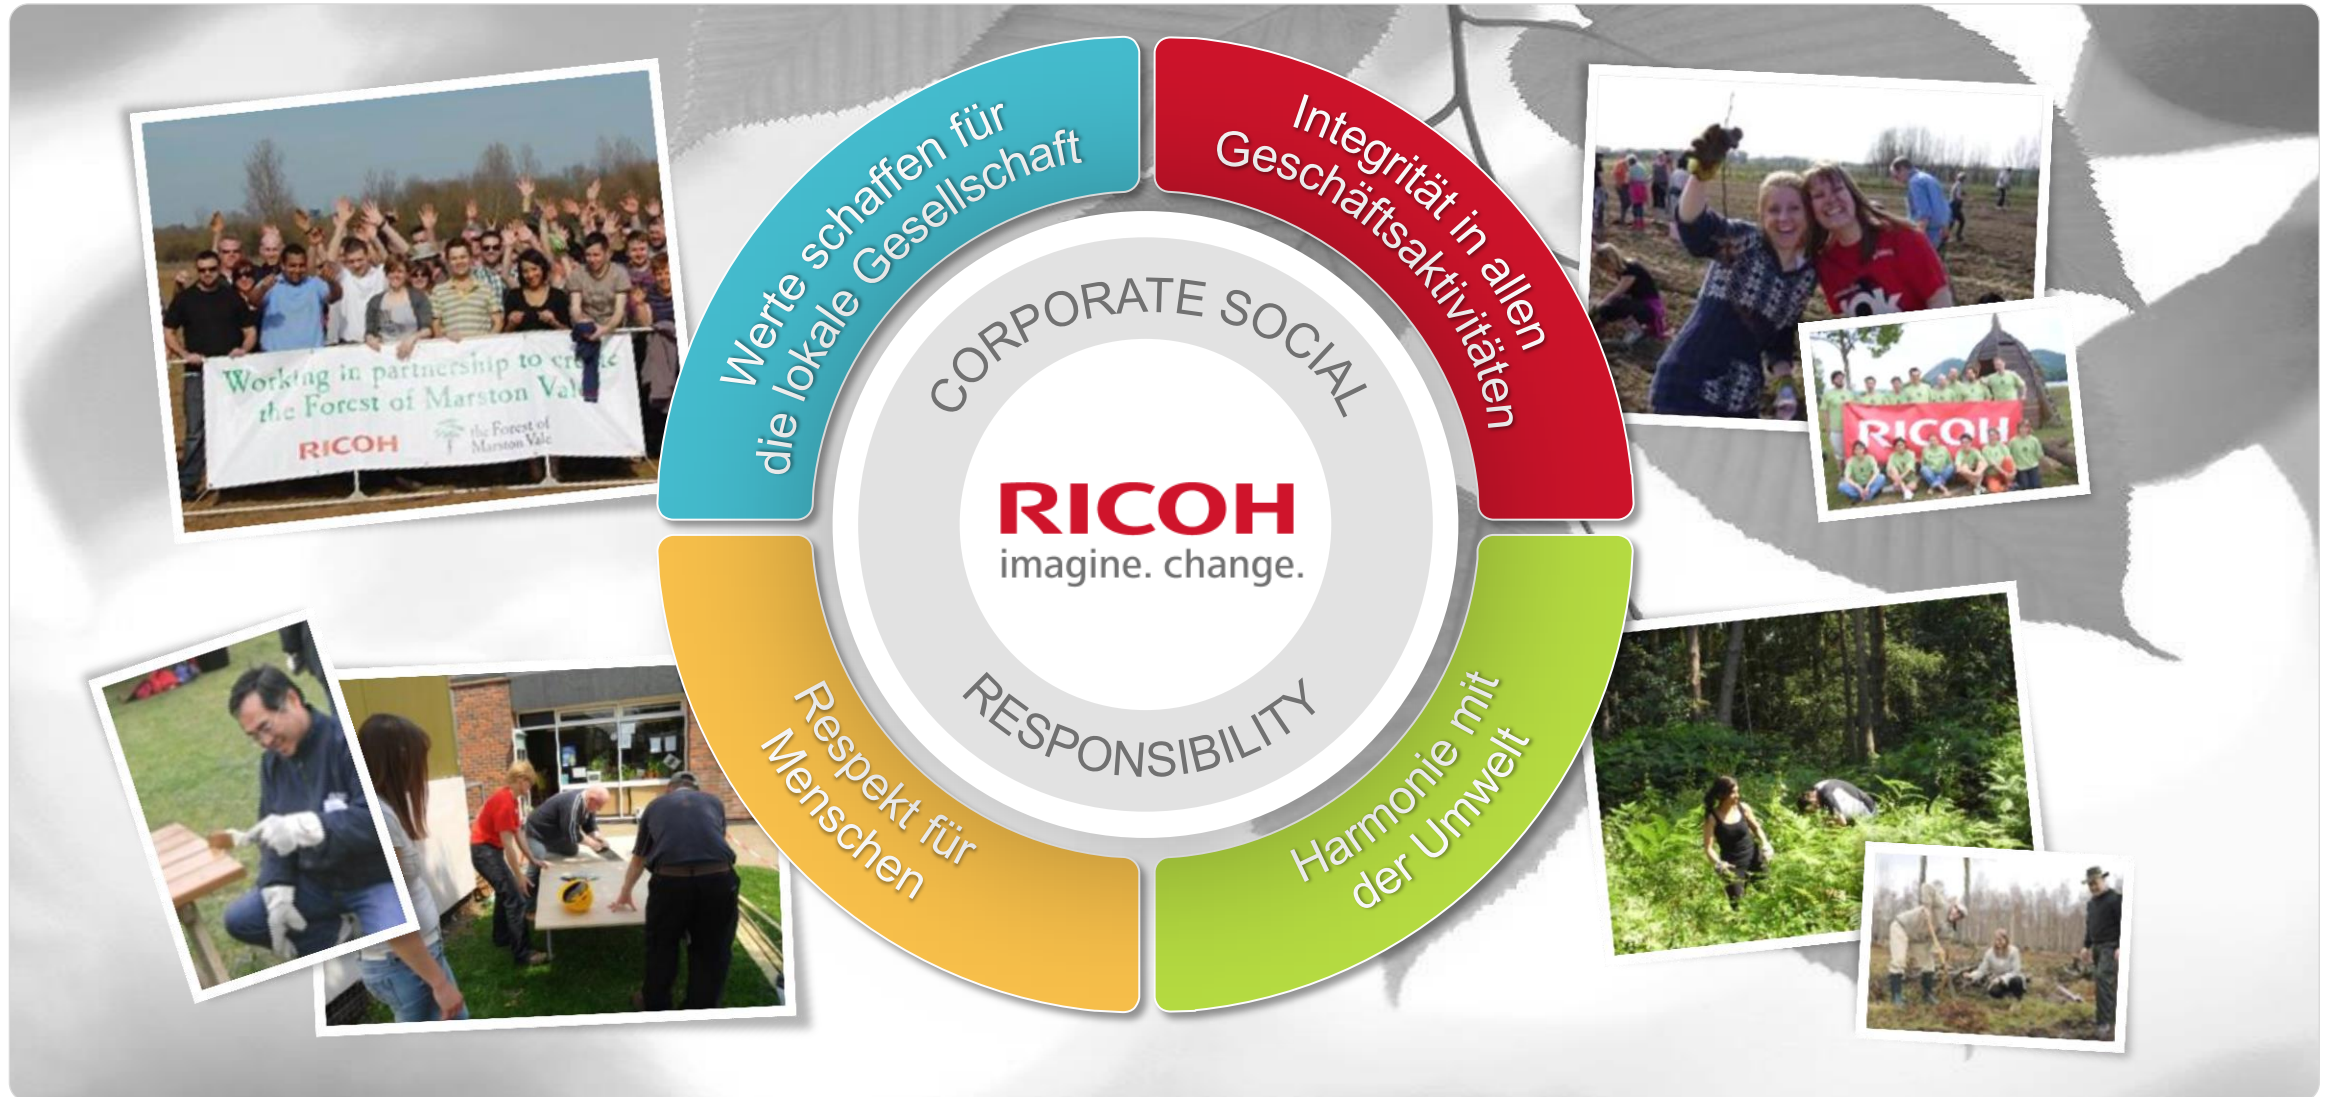 Werte schaffen für
die lokale Gesellschaft
Integrität in allen
Geschäftsaktivitäten
CORPORATE SOCIAL
RICOH
imagine. change.
RESPONSIBILITY
Respekt für
Menschen
Harmonie mit
der Umwelt
Working in partnership to create
the Forest of Marston Vale
RICOH
the Forest of
Marston Vale
RICOH